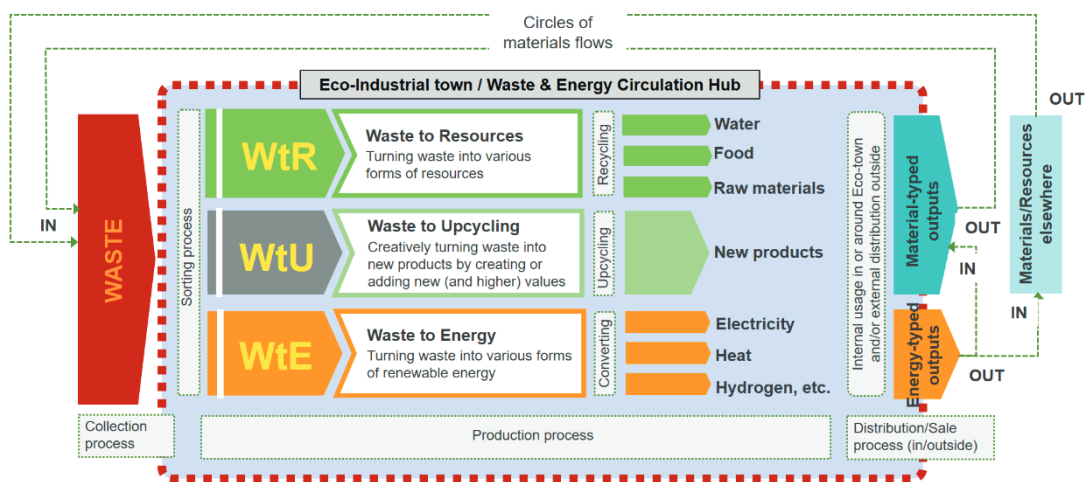 Circles of
materials flows
Eco-Industrial town / Waste & Energy Circulation Hub
OUT
IN
WASTE
Sorting process
WtR
Waste to Resources
Turning waste into various
forms of resources
Recycling
Water
Food
Raw materials
WtU
Waste to Upcycling
Creatively turning waste into
new products by creating or
adding new (and higher) values
Upcycling
New products
WtE
Waste to Energy
Turning waste into various forms
of renewable energy
Converting
Electricity
Heat
Hydrogen, etc.
Internal usage in or around Eco-town
and/or external distribution outside
Material-typed
outputs
OUT
IN
Energy-typed
outputs
OUT
Materials/Resources
elsewhere
IN
Collection
process
Production process
Distribution/Sale
process (in/outside)